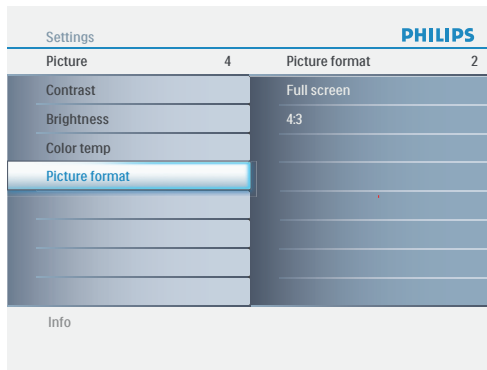 Settings PHILIPS
Picture 4 Picture format 2
Contrast Full screen
Brightness 4:3
Color temp
Picture format
Info